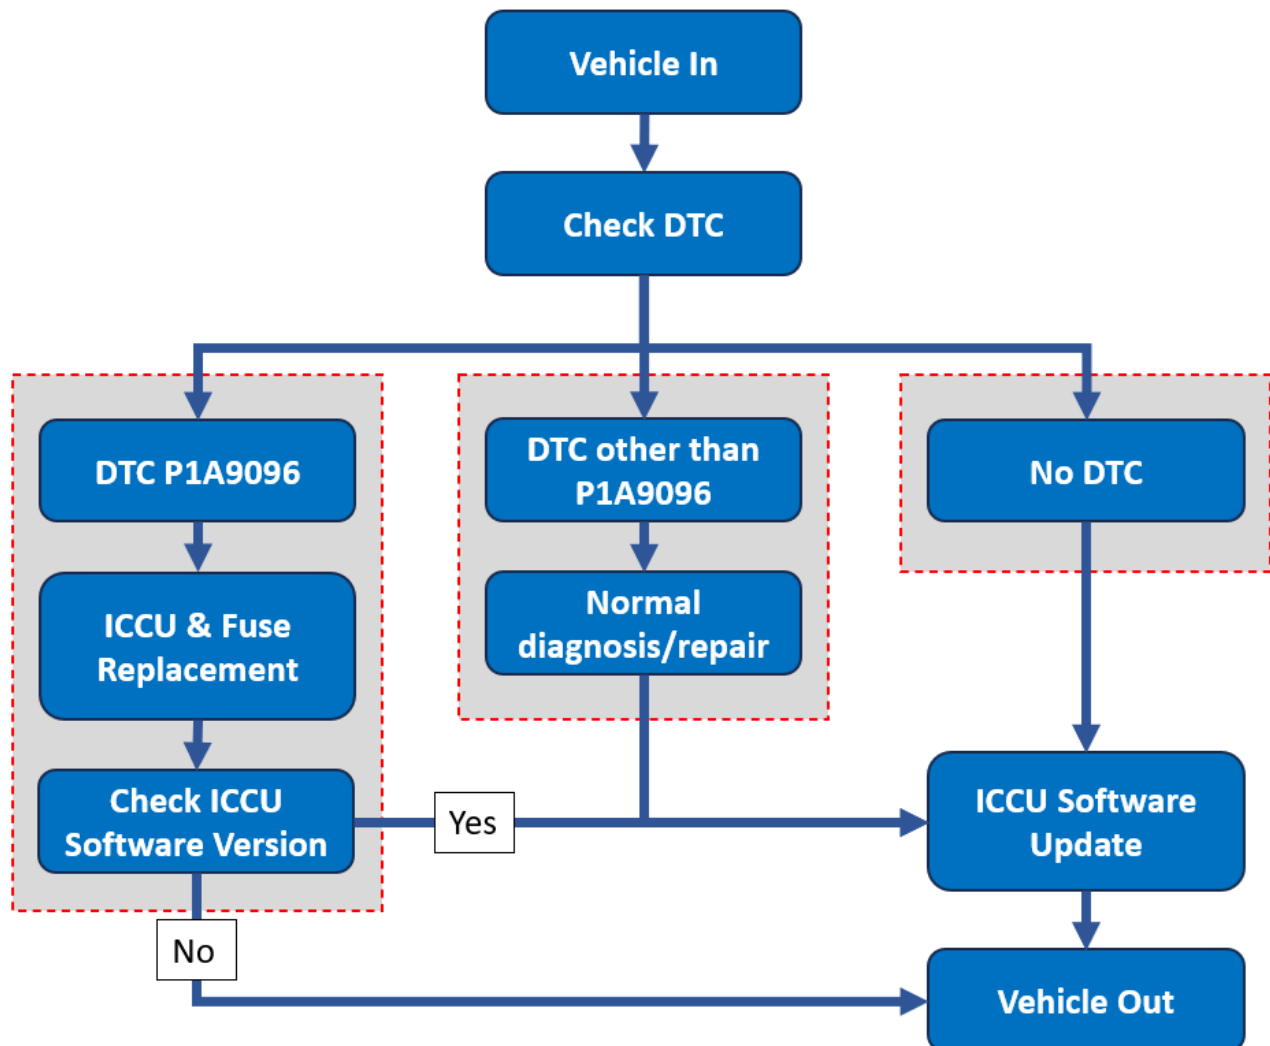 Vehicle In
Check DTC
DTC P1A9096
DTC other than
P1A9096
No DTC
ICCU & Fuse
Replacement
Normal
diagnosis/repair
Check ICCU
Software Version
Yes
ICCU Software
Update
No
Vehicle Out